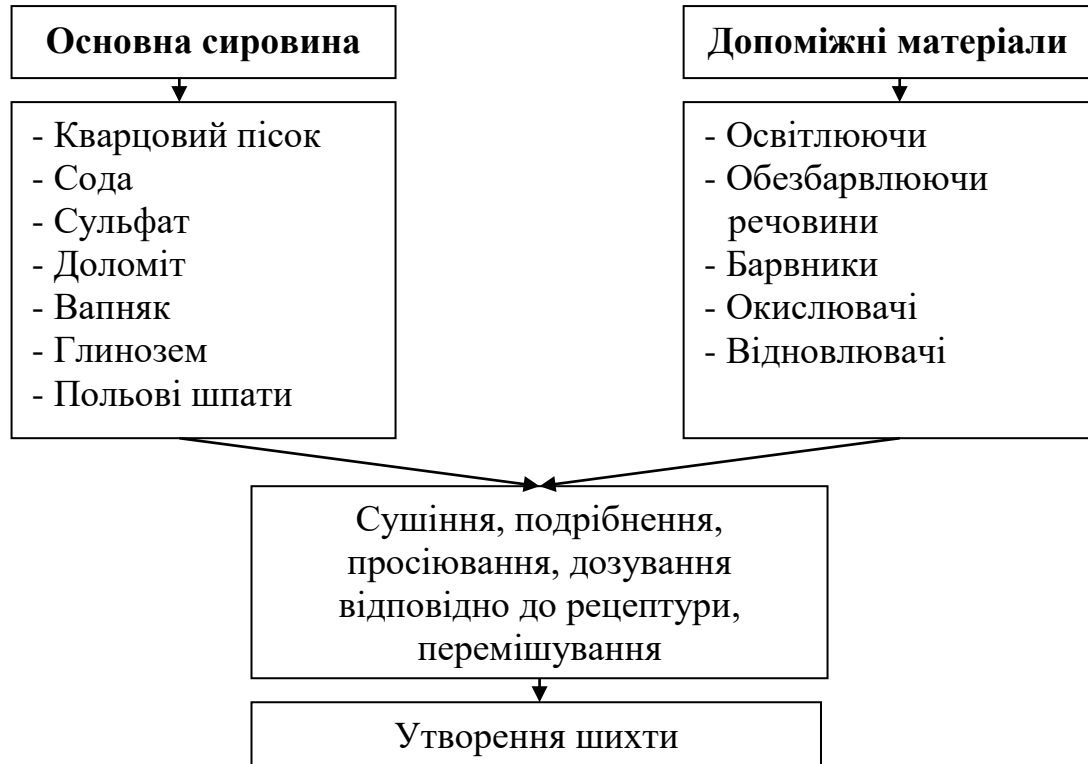 Основна сировина
- Кварцовий пісок
- Сода
- Сульфат
- Доломіт
- Вапняк
- Глинозем
- Польові шпати
Допоміжні матеріали
- Освітлюючи
- Обезбарвлюючи
речовини
- Барвники
- Окислювачі
- Відновлювачі
Сушіння, подрібнення,
просіювання, дозування
відповідно до рецептури,
перемішування
Утворення шихти